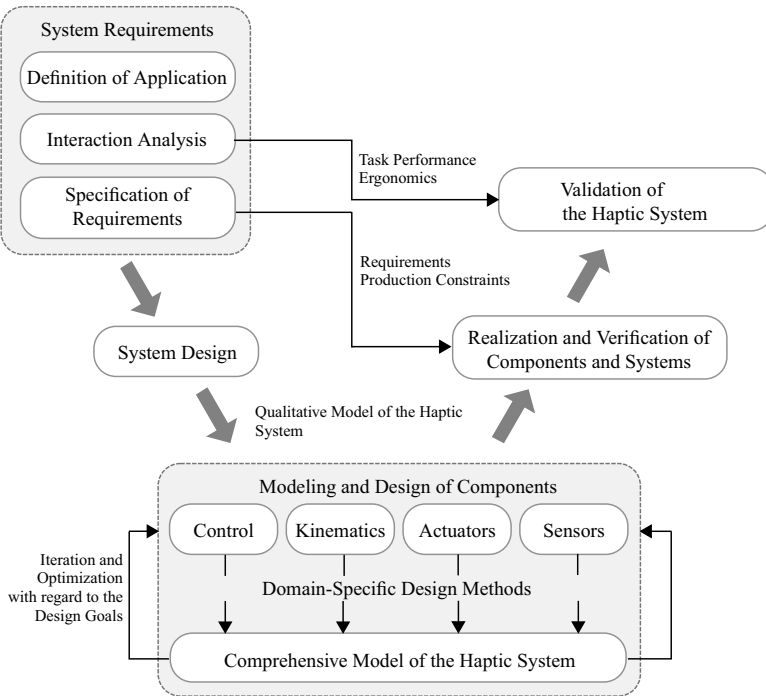 System Requirements
Definition of Application
Interaction Analysis
Specification of
Requirements
Task Performance
Ergonomics
Validation of
the Haptic System
Requirements
Production Constraints
System Design
Realization and Verification of
Components and Systems
Qualitative Model of the Haptic
System
Modeling and Design of Components
Control
Kinematics
Actuators
Sensors
Iteration and
Optimization
with regard to the
Design Goals
Domain-Specific Design Methods
Comprehensive Model of the Haptic System